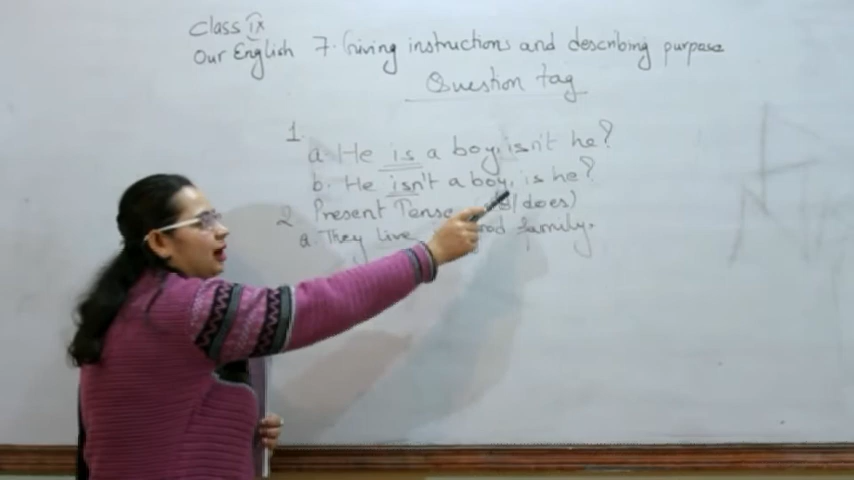 Class IX
Our English 7. Giving instructions and describing purpose
Question tag
1.
a. He is a boy, isn't he?
b. He isn't a boy, is he?
2 Present Tense does)
a. They live family.